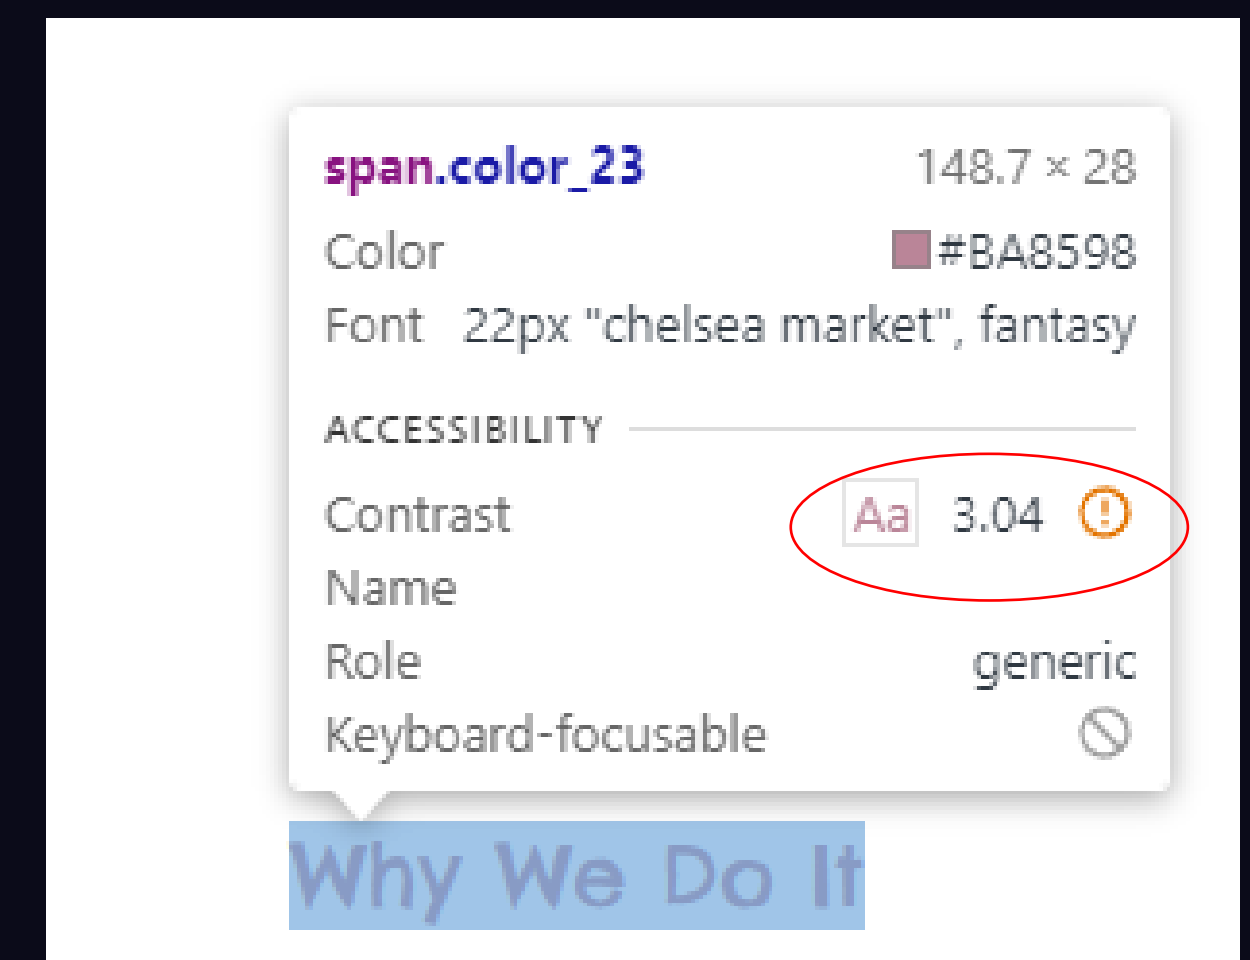 span.color_23 148.7 × 28
Color #BA8598
Font 22px "chelsea market", fantasy
ACCESSIBILITY
Contrast Aa 3.04
Name
Role generic
Keyboard-focusable
Why We Do It